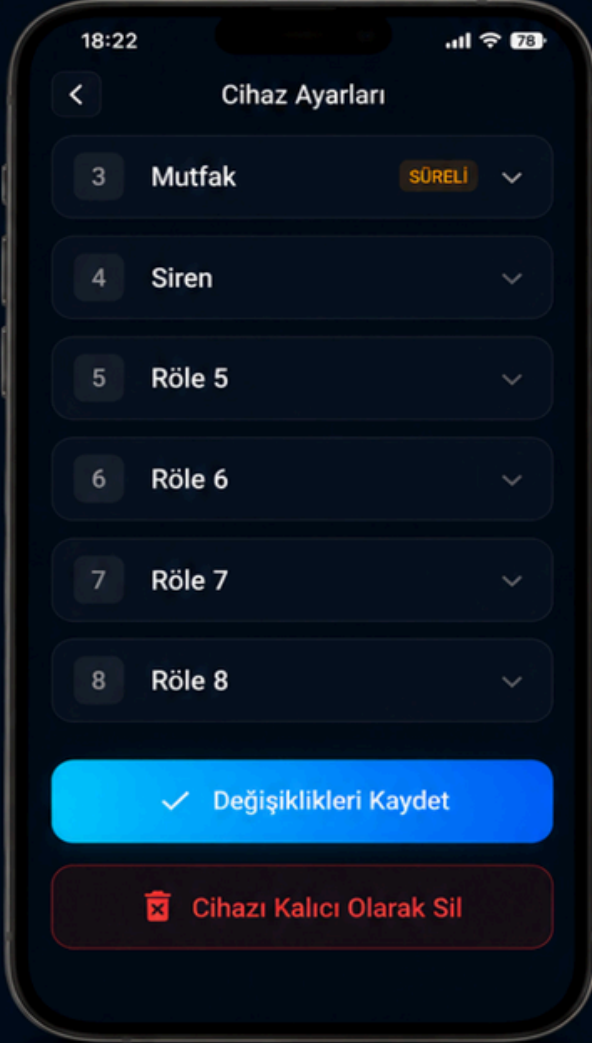 18:22
78
Cihaz Ayarları
3 Mutfak SÜRELİ
4 Siren
5 Röle 5
6 Röle 6
7 Röle 7
8 Röle 8
Değişiklikleri Kaydet
Cihazı Kalıcı Olarak Sil